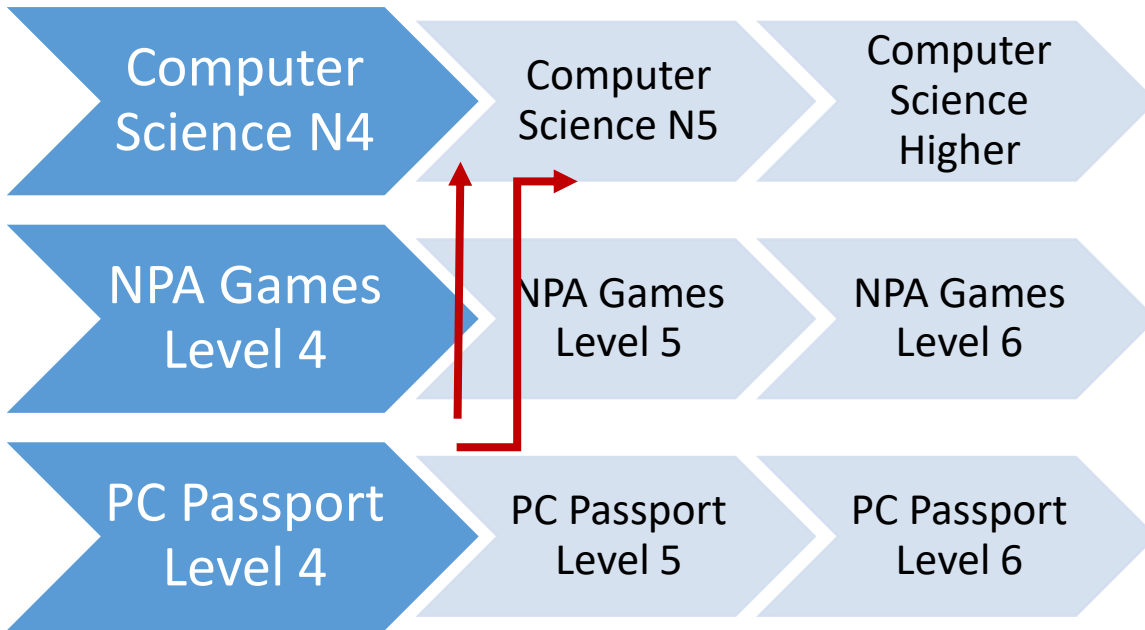 Computer
Science N4
Computer
Science N5
Computer
Science
Higher
NPA Games
Level 4
NPA Games
Level 5
NPA Games
Level 6
PC Passport
Level 4
PC Passport
Level 5
PC Passport
Level 6